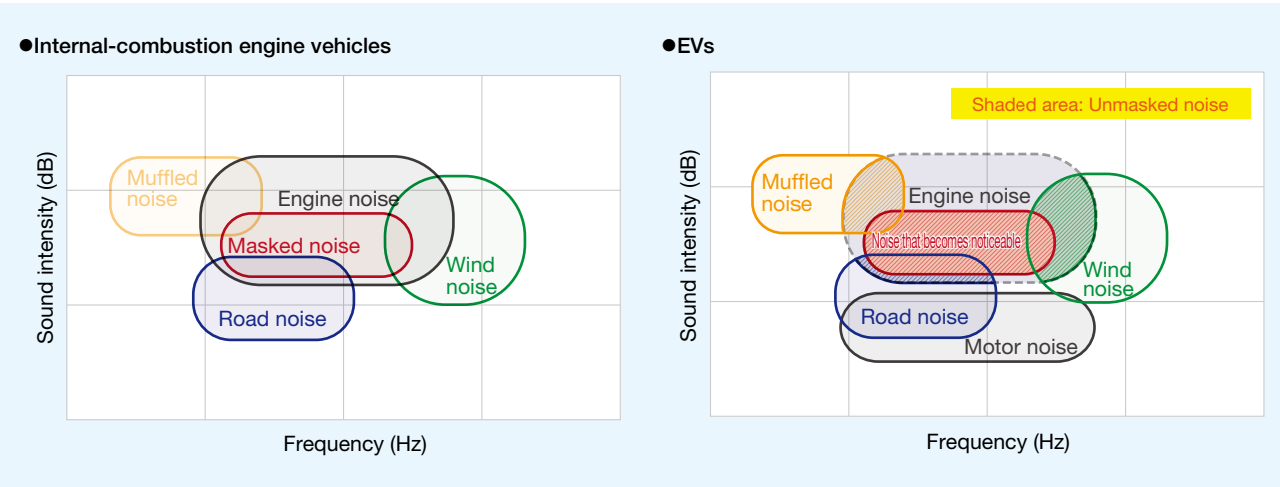 ●Internal-combustion engine vehicles
Sound intensity (dB)
Muffled
noise
Engine noise
Masked noise
Wind
noise
Road noise
Frequency (Hz)
●EVs
Shaded area: Unmasked noise
Sound intensity (dB)
Muffled
noise
Engine noise
Noise that becomes noticeable
Wind
noise
Road noise
Motor noise
Frequency (Hz)